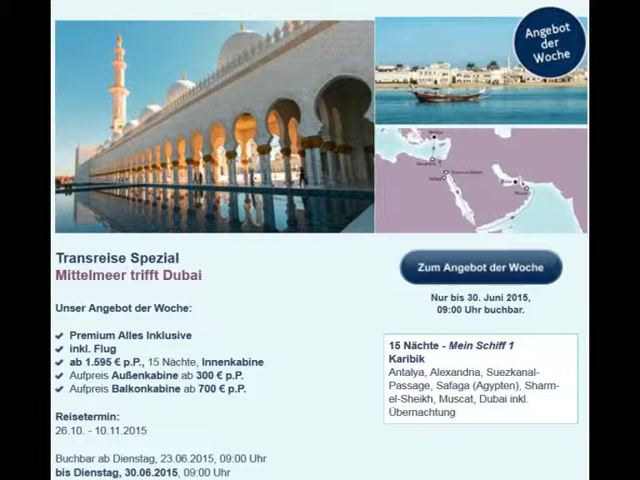 Angebot
der
Woche
Transreise Spezial
Mittelmeer trifft Dubai
Unser Angebot der Woche:
Premium Alles Inklusive
inkl. Flug
ab 1.595 € p.P., 15 Nächte, Innenkabine
Aufpreis Außenkabine ab 300 € p.P.
Aufpreis Balkonkabine ab 700 € p.P.
Reisetermin:
26.10. - 10.11.2015
Buchbar ab Dienstag, 23.06.2015, 09:00 Uhr
bis Dienstag, 30.06.2015, 09:00 Uhr
Zum Angebot der Woche
Nur bis 30. Juni 2015,
09:00 Uhr buchbar.
15 Nächte - Mein Schiff 1
Karibik
Antalya, Alexandria, Suezkanal-
Passage, Safaga (Agypten), Sharm-
el-Sheikh, Muscat, Dubai inkl.
Übernachtung